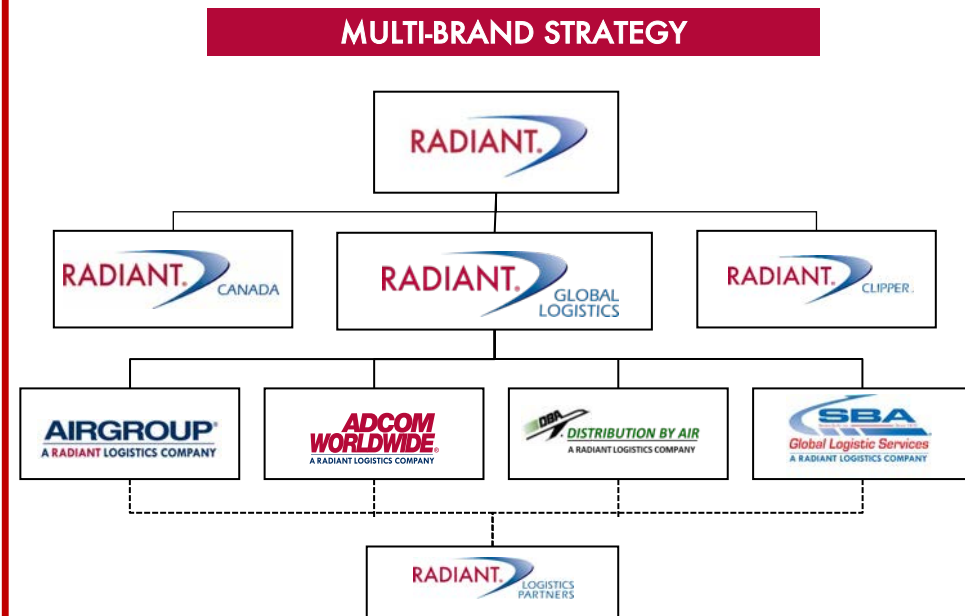 MULTI-BRAND STRATEGY
RADIANT.
RADIANT. CANADA
RADIANT. GLOBAL
LOGISTICS
RADIANT. CLIPPER
AIRGROUP®
A RADIANT LOGISTICS COMPANY
ADCOM
WORLDWIDE®
A RADIANT LOGISTICS COMPANY
DBA
DISTRIBUTION BY AIR
A RADIANT LOGISTICS COMPANY
SBA
Global Logistic Services
A RADIANT LOGISTICS COMPANY
RADIANT. LOGISTICS
PARTNERS